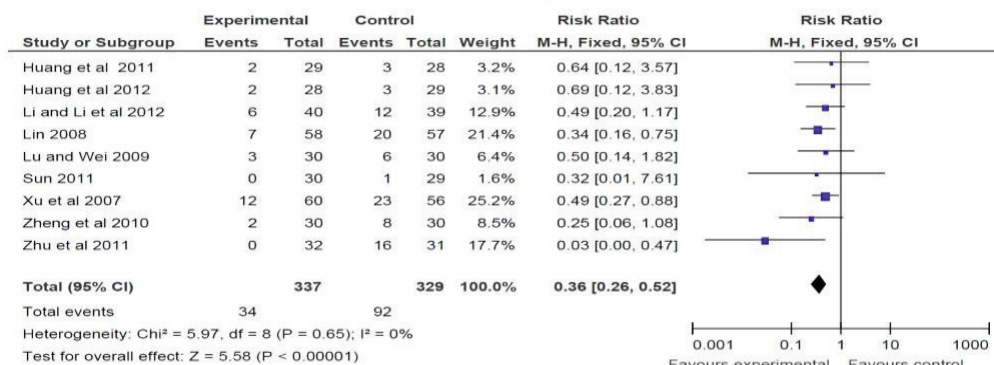 Experimental Control Risk Ratio Risk Ratio
Study or Subgroup Events Total Events Total Weight M-H, Fixed, 95% CI M-H, Fixed, 95% CI
Huang et al 2011 2 29 3 28 3.2% 0.64 [0.12, 3.57]
Huang et al 2012 2 28 3 29 3.1% 0.69 [0.12, 3.83]
Li and Li et al 2012 6 40 12 39 12.9% 0.49 [0.20, 1.17]
Lin 2008 7 58 20 57 21.4% 0.34 [0.16, 0.75]
Lu and Wei 2009 3 30 6 30 6.4% 0.50 [0.14, 1.82]
Sun 2011 0 30 1 29 1.6% 0.32 [0.01, 7.61]
Xu et al 2007 12 60 23 56 25.2% 0.49 [0.27, 0.88]
Zheng et al 2010 2 30 8 30 8.5% 0.25 [0.06, 1.08]
Zhu et al 2011 0 32 16 31 17.7% 0.03 [0.00, 0.47]
Total (95% CI) 337 329 100.0% 0.36 [0.26, 0.52]
Total events 34 92
Heterogeneity: Chi² = 5.97, df = 8 (P = 0.65); I² = 0%
Test for overall effect: Z = 5.58 (P < 0.00001)
0.001 0.1 1 10 1000
Favours experimental Favours control